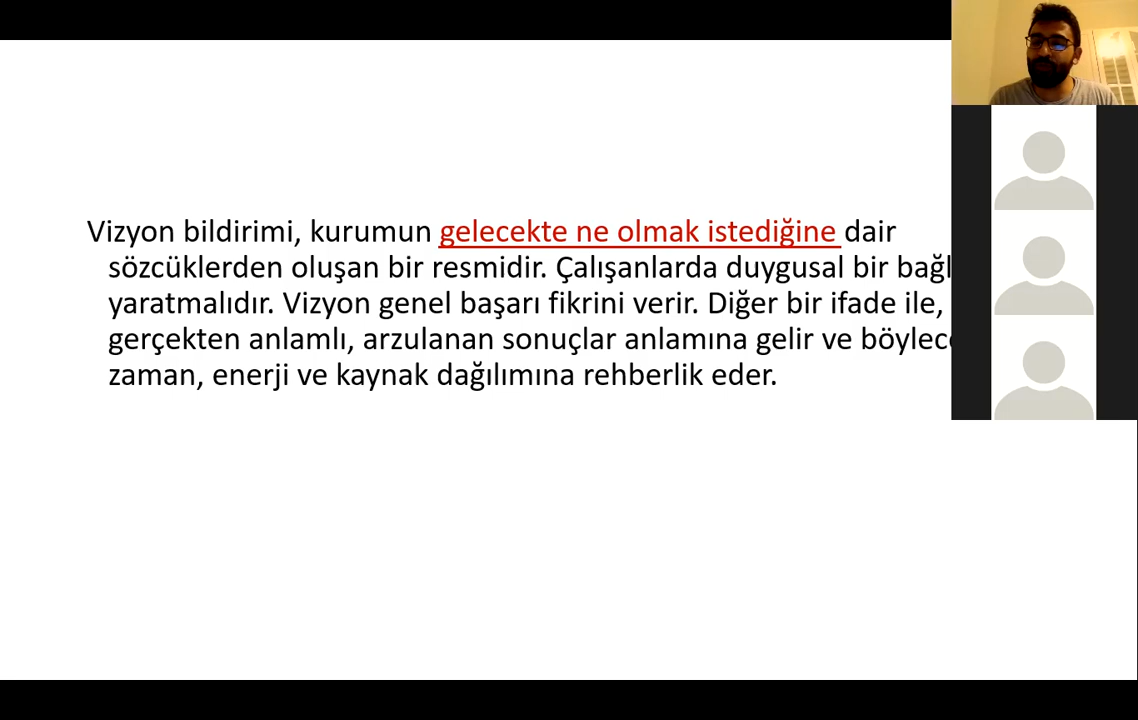 Vizyon bildirimi, kurumun gelecekte ne olmak istediğine dair
sözcüklerden oluşan bir resmidir. Çalışanlarda duygusal bir
yaratmalıdır. Vizyon genel başarı fikrini verir. Diğer bir ifade ile,
gerçekten anlamlı, arzulanan sonuçlar anlamına gelir ve
zaman, enerji ve kaynak dağılımına rehberlik eder.